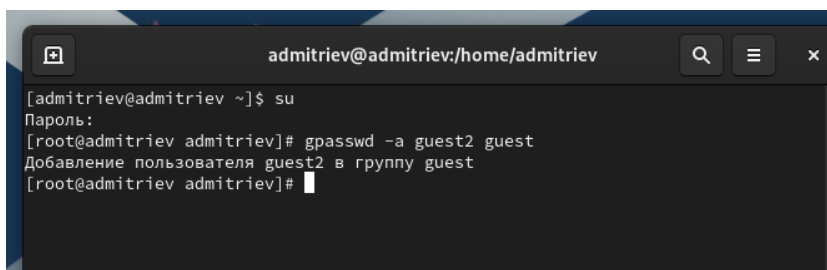 admitriev@admitriev:/home/admitriev
[admitriev@admitriev ~]$ su
Пароль:
[root@admitriev admitriev]# gpasswd -a guest2 guest
Добавление пользователя guest2 в группу guest
[root@admitriev admitriev]#